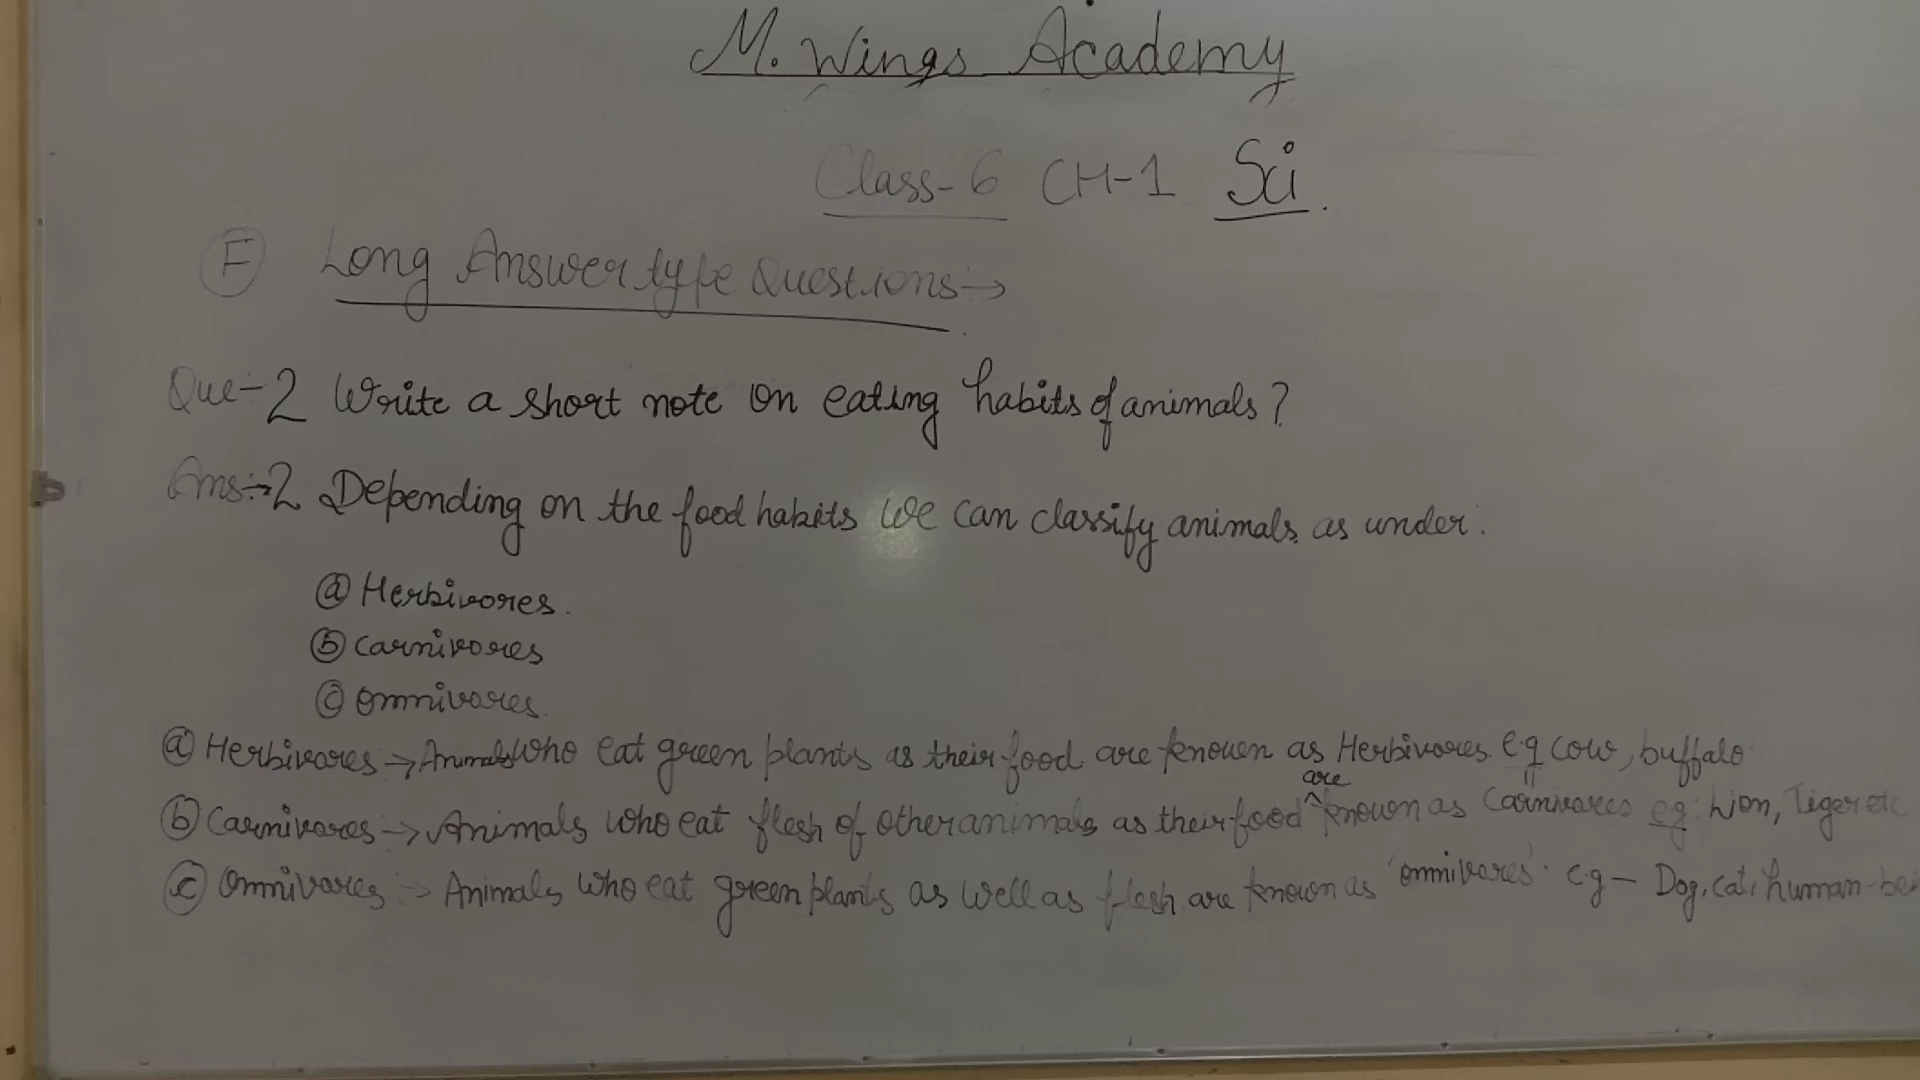 M. Wings Academy
Class-6 CH-1 Sci.
(F) Long Answer type Questions:→
Que-2 Write a short note on eating habits of animals?
Ans:→2 Depending on the food habits we can classify animals as under.
(a) Herbivores.
(b) Carnivores
(c) Omnivores.
(a) Herbivores → Animals who eat green plants as their food are known as Herbivores e.g cow, buffalo
(b) Carnivores → Animals who eat flesh of other animals as their food ^are known as Carnivores eg: Lion, Tiger etc
(c) Omnivores :→ Animals who eat green plants as well as flesh are known as 'omnivores'. e.g - Dog, cat, human-bei